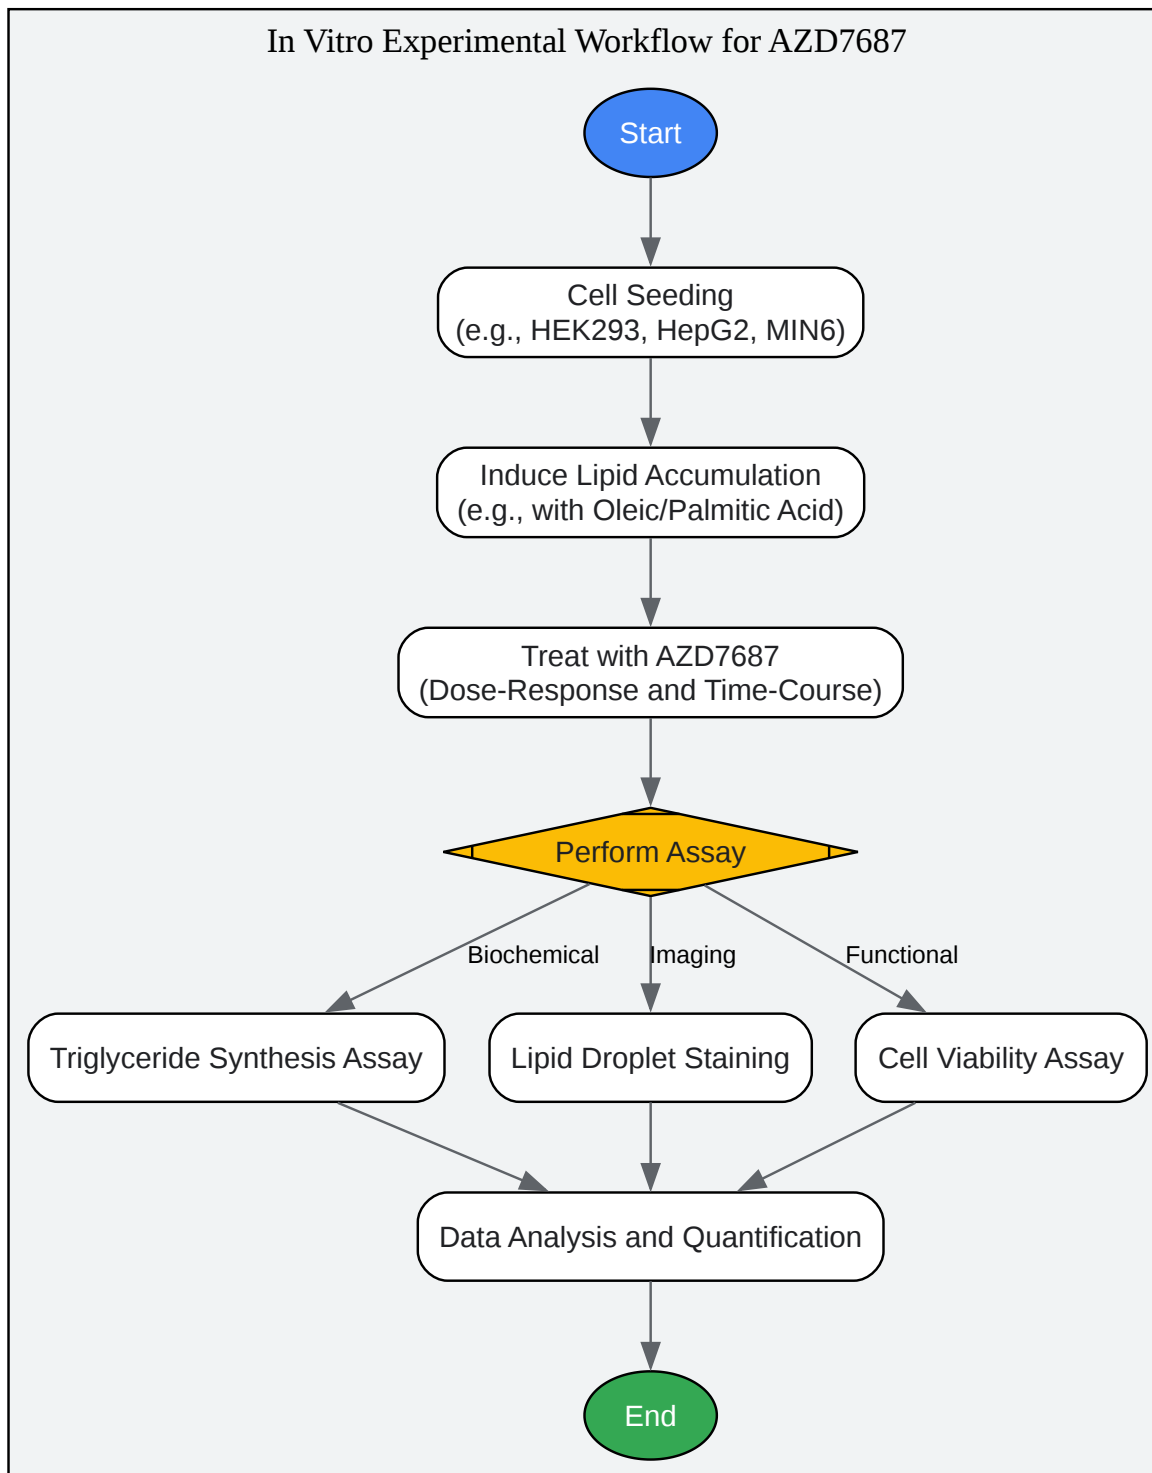 In Vitro Experimental Workflow for AZD7687
Start
Cell Seeding
(e.g., HEK293, HepG2, MIN6)
Induce Lipid Accumulation
(e.g., with Oleic/Palmitic Acid)
Treat with AZD7687
(Dose-Response and Time-Course)
Perform Assay
Biochemical
Imaging
Functional
Triglyceride Synthesis Assay
Lipid Droplet Staining
Cell Viability Assay
Data Analysis and Quantification
End